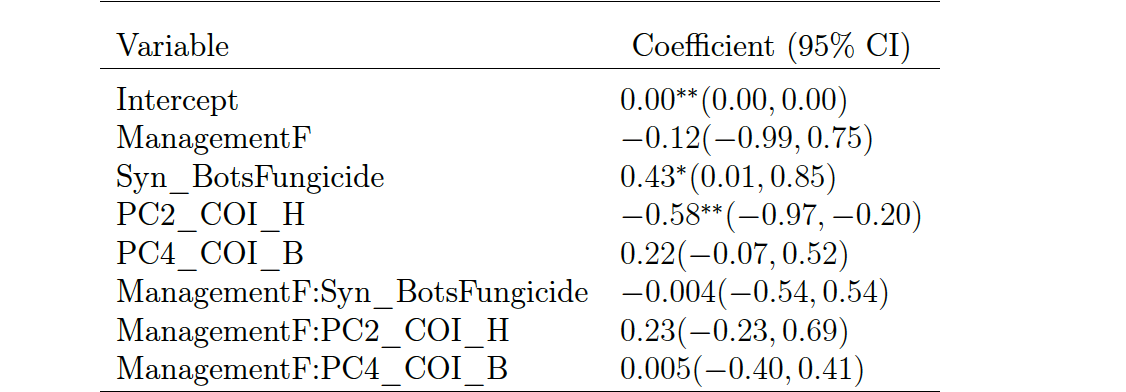 Variable Coefficient (95% CI)
Intercept 0.00**(0.00, 0.00)
ManagementF −0.12(−0.99, 0.75)
Syn_BotsFungicide 0.43*(0.01, 0.85)
PC2_COI_H −0.58**(−0.97, −0.20)
PC4_COI_B 0.22(−0.07, 0.52)
ManagementF:Syn_BotsFungicide −0.004(−0.54, 0.54)
ManagementF:PC2_COI_H 0.23(−0.23, 0.69)
ManagementF:PC4_COI_B 0.005(−0.40, 0.41)